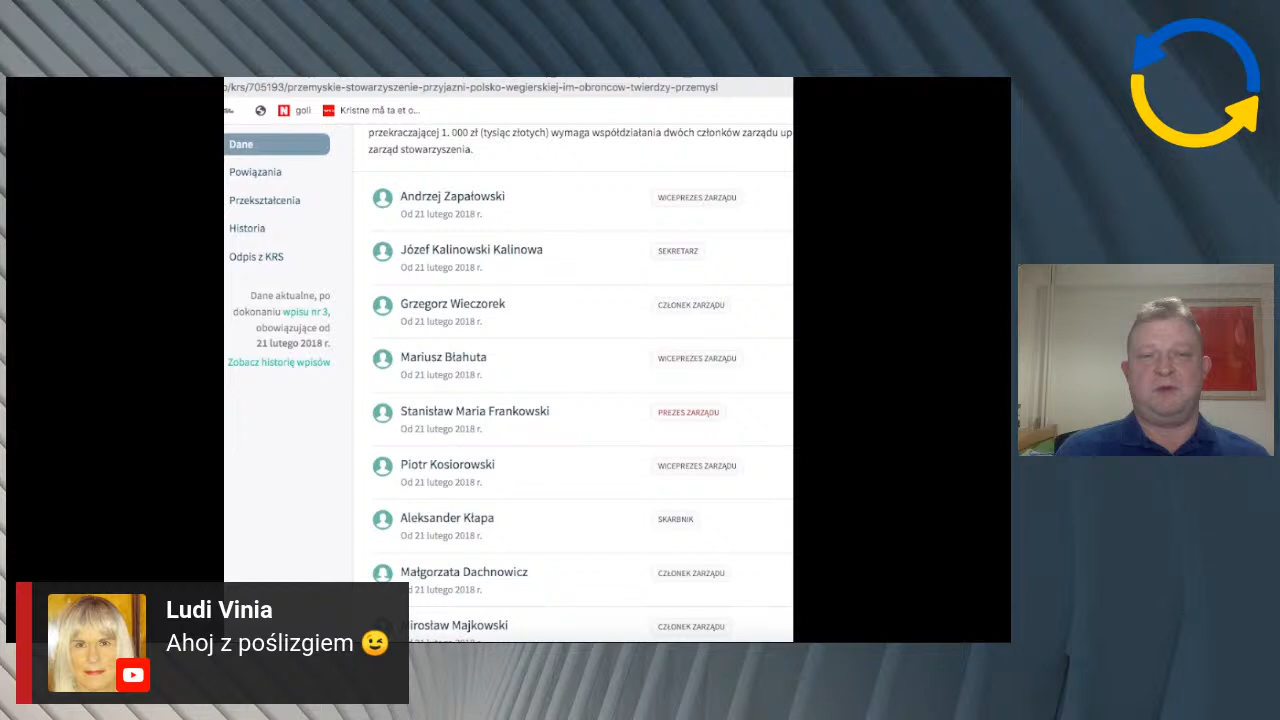 o/krs/705193/przemyskie-stowarzyszenie-przyjazni-polsko-wegierskiej-im-obroncow-twierdzy-przemysl
goli
Kristne må ta et o...
Dane
Powiązania
Przekształcenia
Historia
Odpis z KRS
Dane aktualne, po
dokonaniu wpisu nr 3,
obowiązujące od
21 lutego 2018 r.
Zobacz historię wpisów
przekraczającej 1. 000 zł (tysiąc złotych) wymaga współdziałania dwóch członków zarządu up
zarząd stowarzyszenia.
Andrzej Zapałowski
WICEPREZES ZARZĄDU
Od 21 lutego 2018 r.
Józef Kalinowski Kalinowa
SEKRETARZ
Od 21 lutego 2018 r.
Grzegorz Wieczorek
CZŁONEK ZARZĄDU
Od 21 lutego 2018 r.
Mariusz Błahuta
WICEPREZES ZARZĄDU
Od 21 lutego 2018 r.
Stanisław Maria Frankowski
PREZES ZARZĄDU
Od 21 lutego 2018 r.
Piotr Kosiorowski
WICEPREZES ZARZĄDU
Od 21 lutego 2018 r.
Aleksander Kłapa
SKARBNIK
Od 21 lutego 2018 r.
Małgorzata Dachnowicz
CZŁONEK ZARZĄDU
d 21 lutego 2018 r.
irosław Majkowski
CZŁONEK ZARZĄDU
Ludi Vinia
Ahoj z poślizgiem 😉